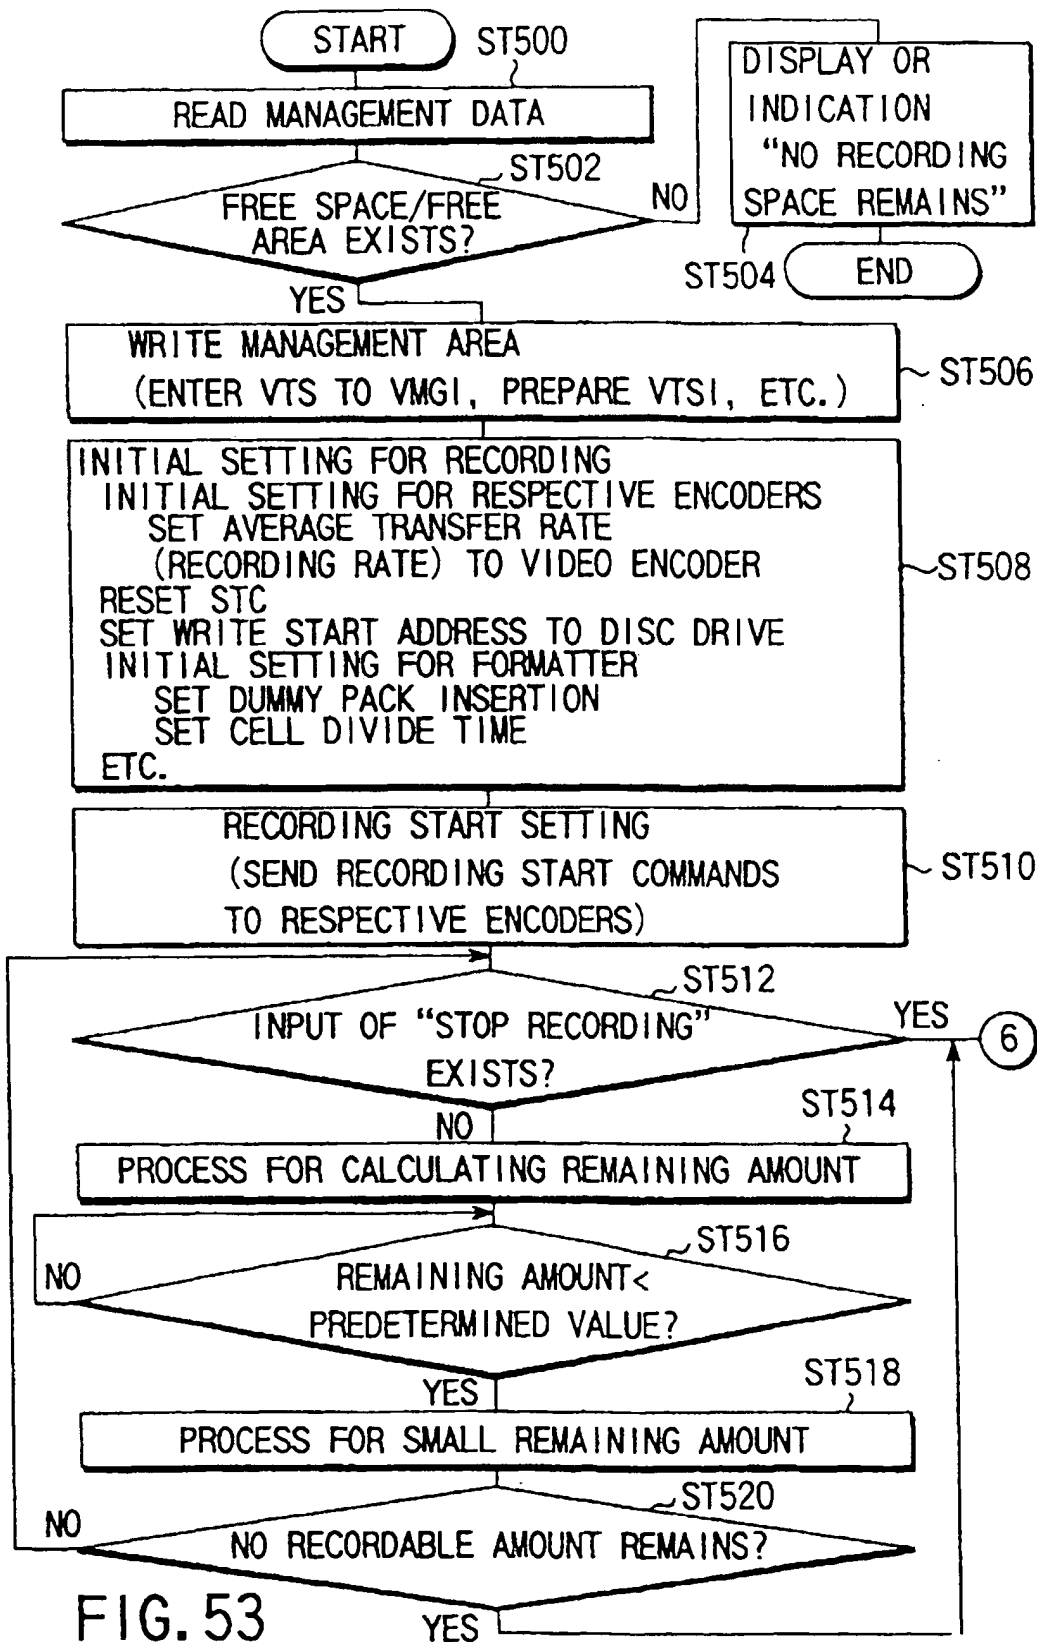 START
ST500
READ MANAGEMENT DATA
ST502
FREE SPACE/FREE
AREA EXISTS?
NO
DISPLAY OR
INDICATION
“NO RECORDING
SPACE REMAINS”
ST504
END
YES
WRITE MANAGEMENT AREA
(ENTER VTS TO VMGI, PREPARE VTSI, ETC.)
ST506
INITIAL SETTING FOR RECORDING
INITIAL SETTING FOR RESPECTIVE ENCODERS
SET AVERAGE TRANSFER RATE
(RECORDING RATE) TO VIDEO ENCODER
RESET STC
SET WRITE START ADDRESS TO DISC DRIVE
INITIAL SETTING FOR FORMATTER
SET DUMMY PACK INSERTION
SET CELL DIVIDE TIME
ETC.
ST508
RECORDING START SETTING
(SEND RECORDING START COMMANDS
TO RESPECTIVE ENCODERS)
ST510
ST512
INPUT OF “STOP RECORDING”
EXISTS?
YES
6
NO
ST514
PROCESS FOR CALCULATING REMAINING AMOUNT
ST516
NO
REMAINING AMOUNT<
PREDETERMINED VALUE?
YES
ST518
PROCESS FOR SMALL REMAINING AMOUNT
ST520
NO
NO RECORDABLE AMOUNT REMAINS?
YES
FIG. 53